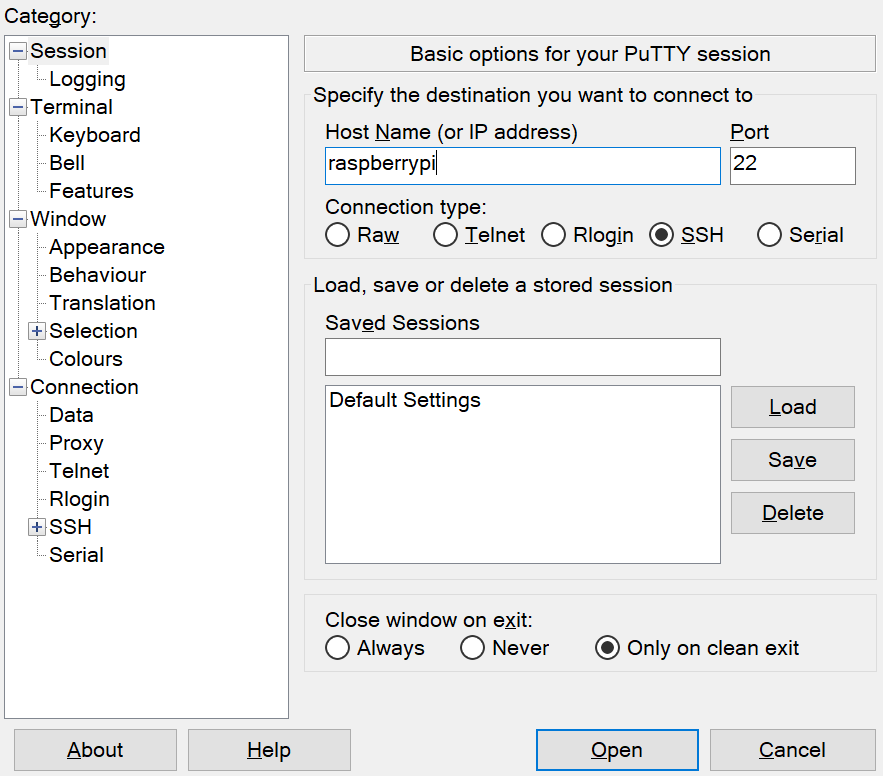 Category:
Session
Logging
Terminal
Keyboard
Bell
Features
Window
Appearance
Behaviour
Translation
Selection
Colours
Connection
Data
Proxy
Telnet
Rlogin
SSH
Serial
Basic options for your PuTTY session
Specify the destination you want to connect to
Host Name (or IP address) Port
raspberrypi 22
Connection type:
Raw Telnet Rlogin SSH Serial
Load, save or delete a stored session
Saved Sessions
Default Settings
Load
Save
Delete
Close window on exit:
Always Never Only on clean exit
About Help Open Cancel